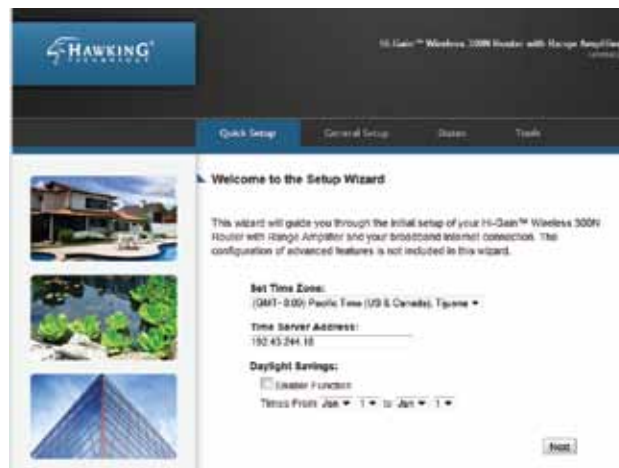 HAWKING
TECHNOLOGY
Hi-Gain™ Wireless 300N Router with Range Amplifier
Quick Setup General Setup Status Tools
Welcome to the Setup Wizard
This wizard will guide you through the initial setup of your Hi-Gain™ Wireless 300N
Router with Range Amplifier and your broadband Internet connection. The
configuration of advanced features is not included in this wizard.
Set Time Zone:
(GMT-8:00) Pacific Time (US & Canada), Tijuana
Time Server Address:
192.43.244.18
Daylight Savings:
Enable Function
Times From Jan 1 to Jan 1
Next